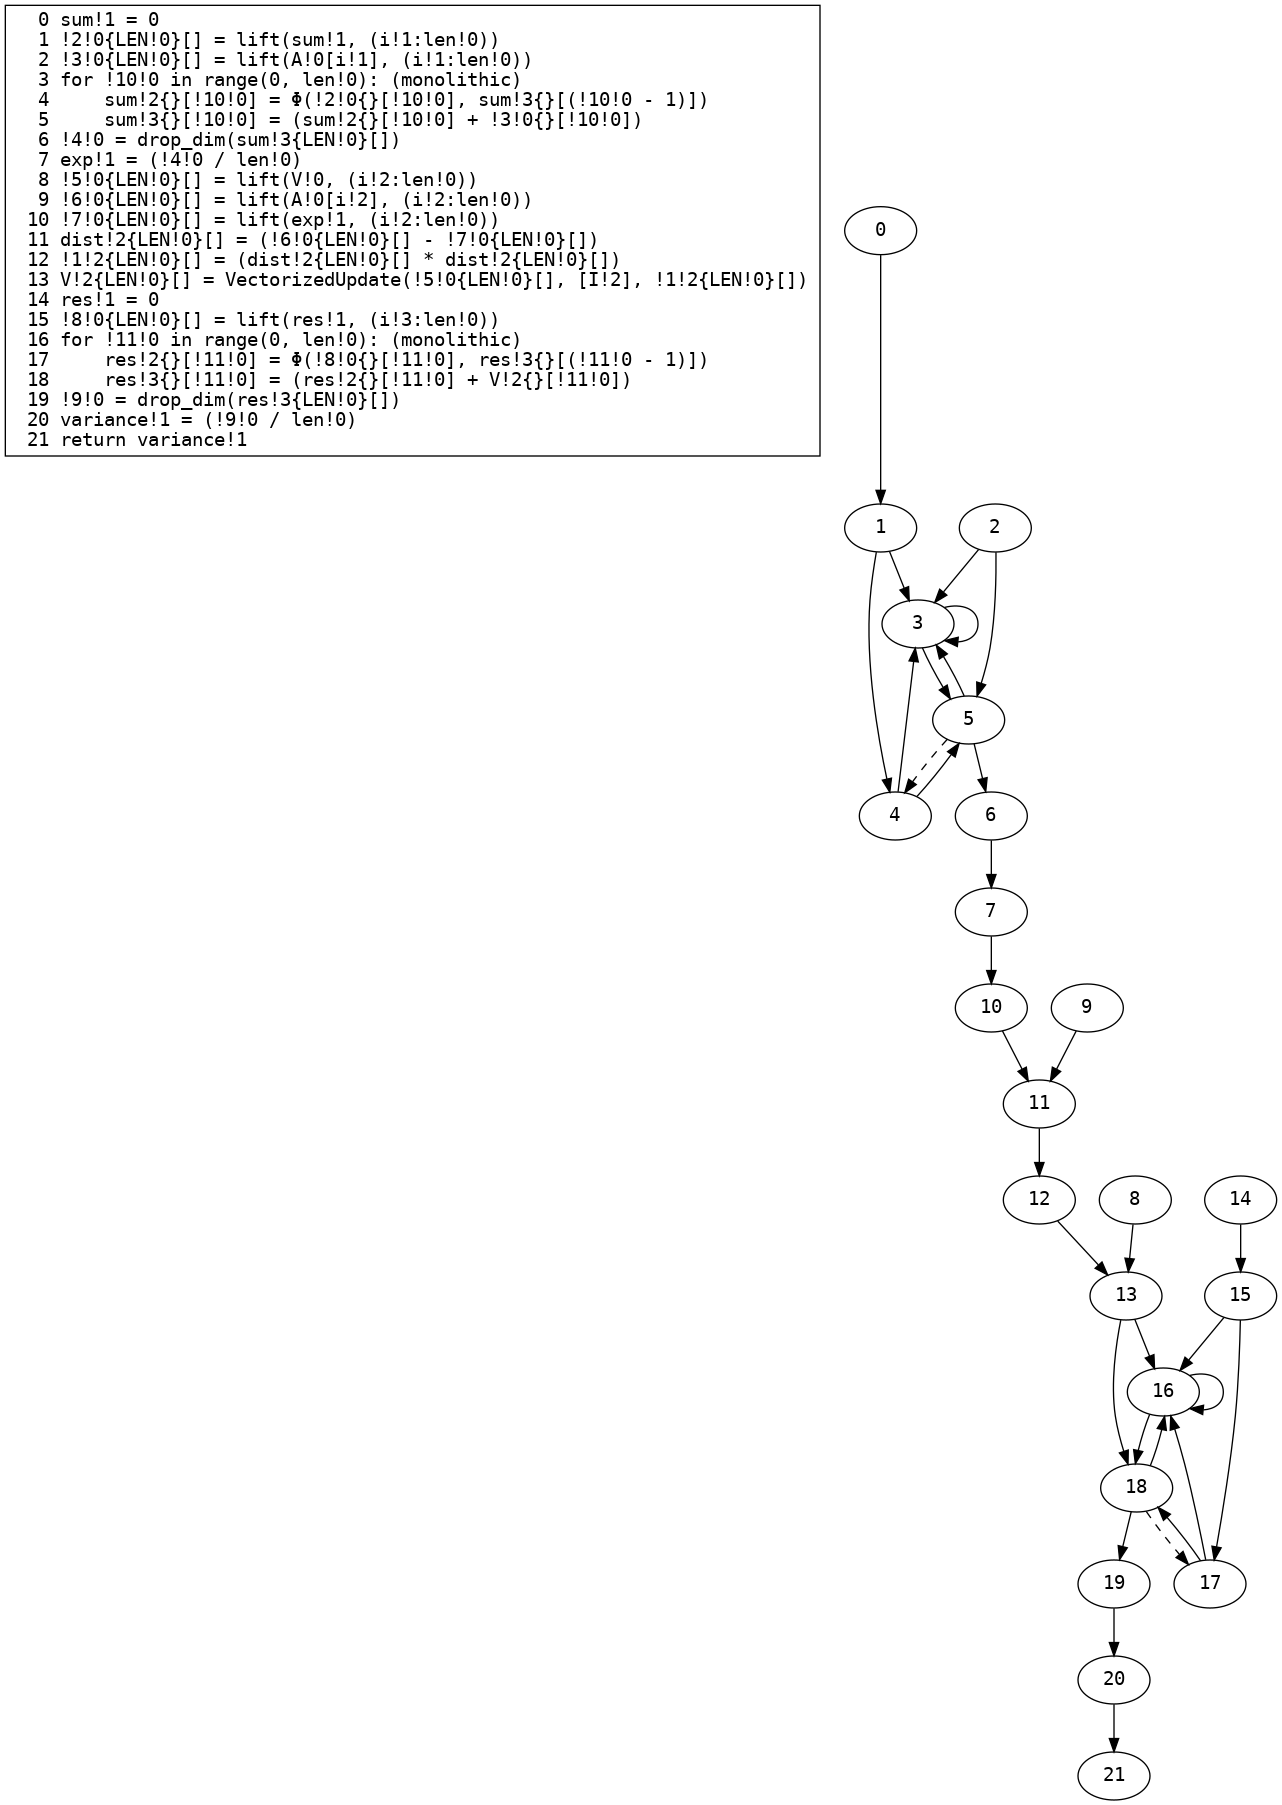 0 sum!1 = 0
1 !2!0{LEN!0}[] = lift(sum!1, (i!1:len!0))
2 !3!0{LEN!0}[] = lift(A!0[i!1], (i!1:len!0))
3 for !10!0 in range(0, len!0): (monolithic)
4     sum!2{}[!10!0] = Φ(!2!0{}[!10!0], sum!3{}[(!10!0 - 1)])
5     sum!3{}[!10!0] = (sum!2{}[!10!0] + !3!0{}[!10!0])
6 !4!0 = drop_dim(sum!3{LEN!0}[])
7 exp!1 = (!4!0 / len!0)
8 !5!0{LEN!0}[] = lift(V!0, (i!2:len!0))
9 !6!0{LEN!0}[] = lift(A!0[i!2], (i!2:len!0))
10 !7!0{LEN!0}[] = lift(exp!1, (i!2:len!0))
11 dist!2{LEN!0}[] = (!6!0{LEN!0}[] - !7!0{LEN!0}[])
12 !1!2{LEN!0}[] = (dist!2{LEN!0}[] * dist!2{LEN!0}[])
13 V!2{LEN!0}[] = VectorizedUpdate(!5!0{LEN!0}[], [I!2], !1!2{LEN!0}[])
14 res!1 = 0
15 !8!0{LEN!0}[] = lift(res!1, (i!3:len!0))
16 for !11!0 in range(0, len!0): (monolithic)
17     res!2{}[!11!0] = Φ(!8!0{}[!11!0], res!3{}[(!11!0 - 1)])
18     res!3{}[!11!0] = (res!2{}[!11!0] + V!2{}[!11!0])
19 !9!0 = drop_dim(res!3{LEN!0}[])
20 variance!1 = (!9!0 / len!0)
21 return variance!1
0
1
2
3
5
4
6
7
10
9
11
12
8
14
13
15
16
18
19
17
20
21